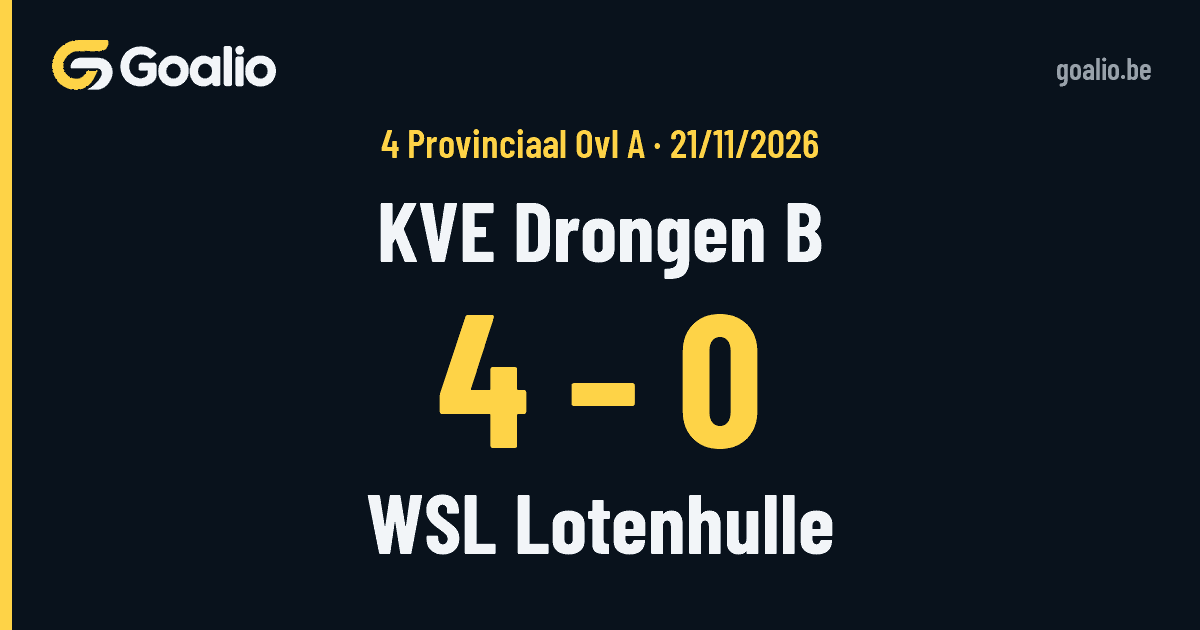 Goalio
goalio.be
4 Provinciaal Ovl A · 21/11/2026
KVE Drongen B
4 – 0
WSL Lotenhulle